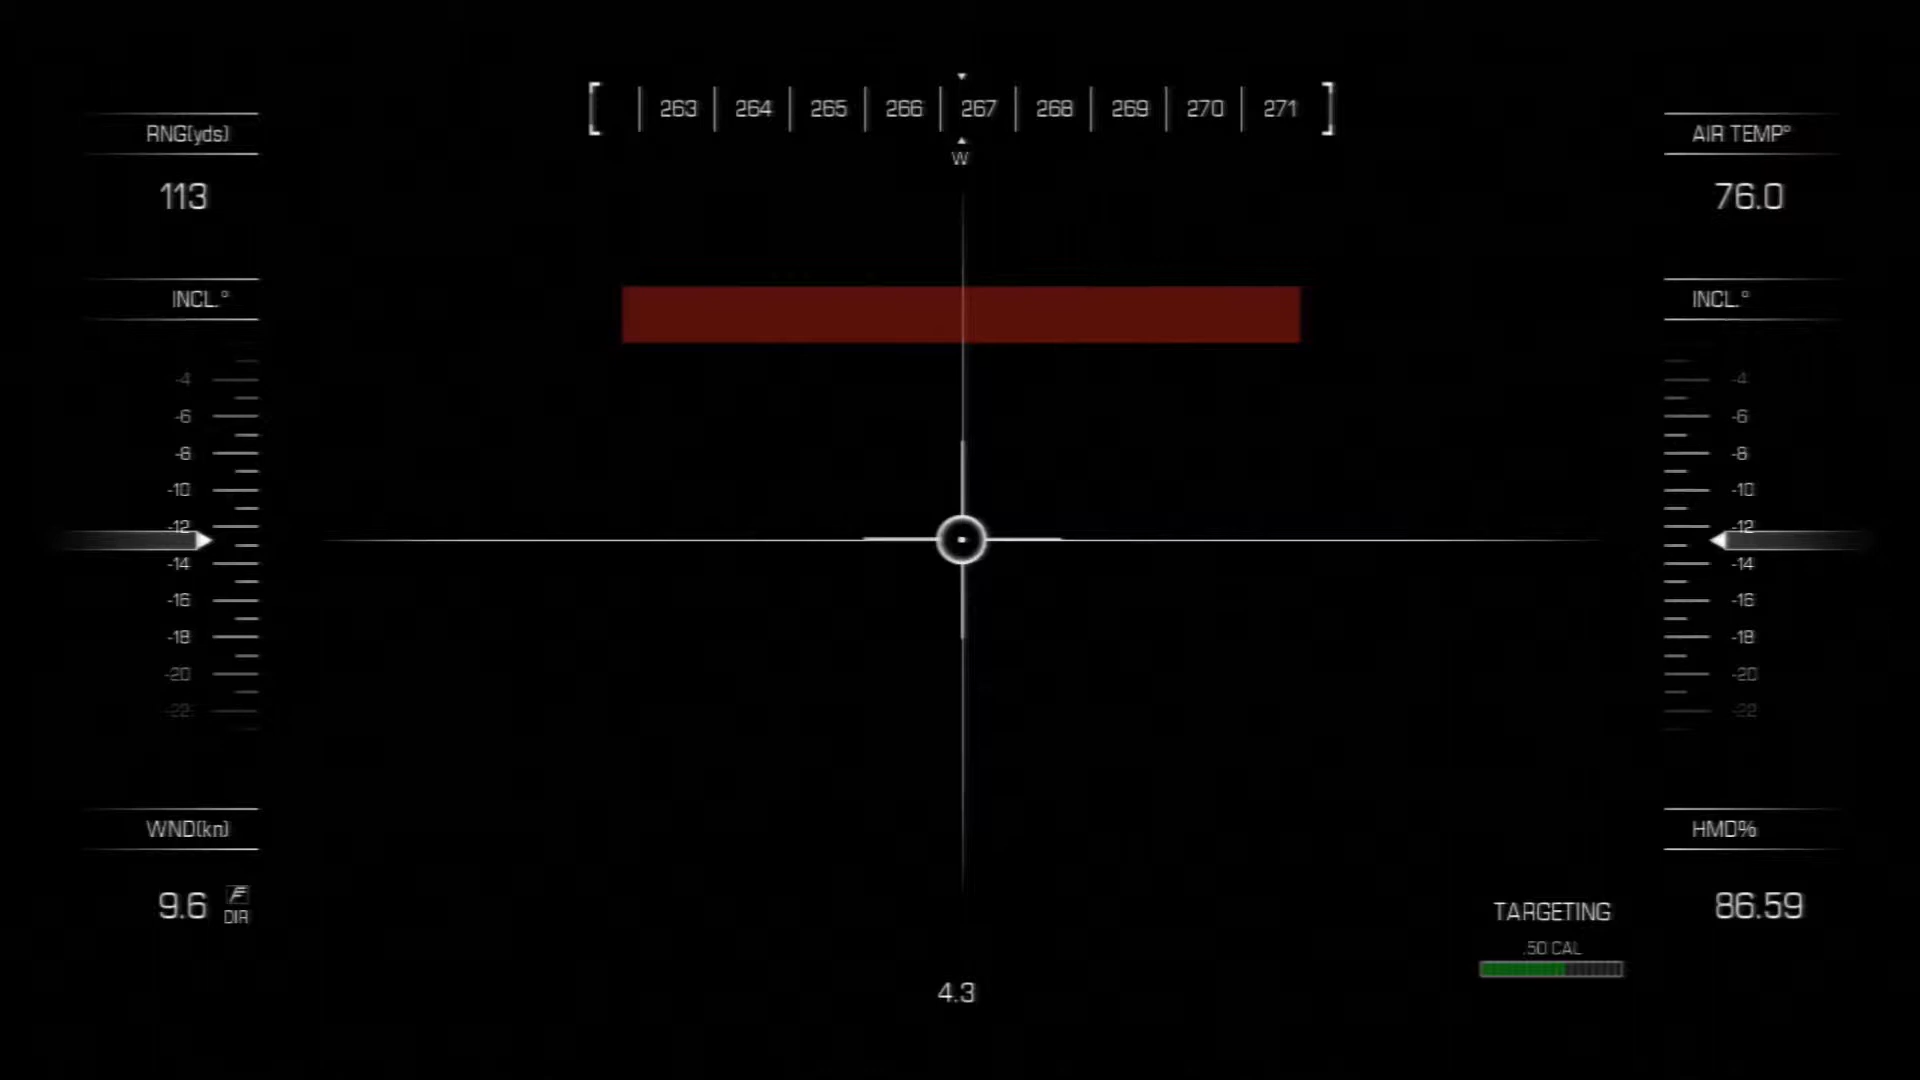 263 264 265 266 267 268 269 270 271
W
RNG(yds)
113
INCL.°
-4
-6
-8
-10
-12
-14
-16
-18
-20
-22
WND(kn)
9.6
F
DIR
AIR TEMP°
76.0
INCL.°
-4
-6
-8
-10
-12
-14
-16
-18
-20
-22
HMD%
86.59
TARGETING
.50 CAL
4.3